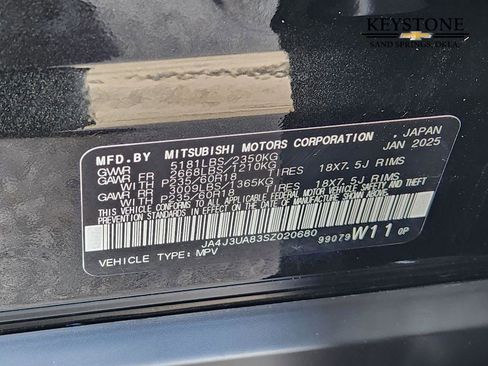 KEYSTONE
SAND SPRINGS, OKLA.
MFD.BY MITSUBISHI MOTORS CORPORATION, JAPAN
GVWR 5181LBS/2350KG JAN 2025
GAWR FR 2668LBS/1210KG
WITH P235/60R18 TIRES 18X7.5J RIMS
GAWR RR 3009LBS/1365KG
WITH P235/60R18 TIRES 18X7.5J RIMS
THIS VEHICLE CONFORMS TO ALL APPLICABLE FEDERAL MOTOR VEHICLE
SAFETY, BUMPER, AND THEFT PREVENTION STANDARDS IN EFFECT ON
THE DATE OF MANUFACTURE SHOWN ABOVE.
JA4J3UA83SZ020680
99079 W11 OP
VEHICLE TYPE: MPV